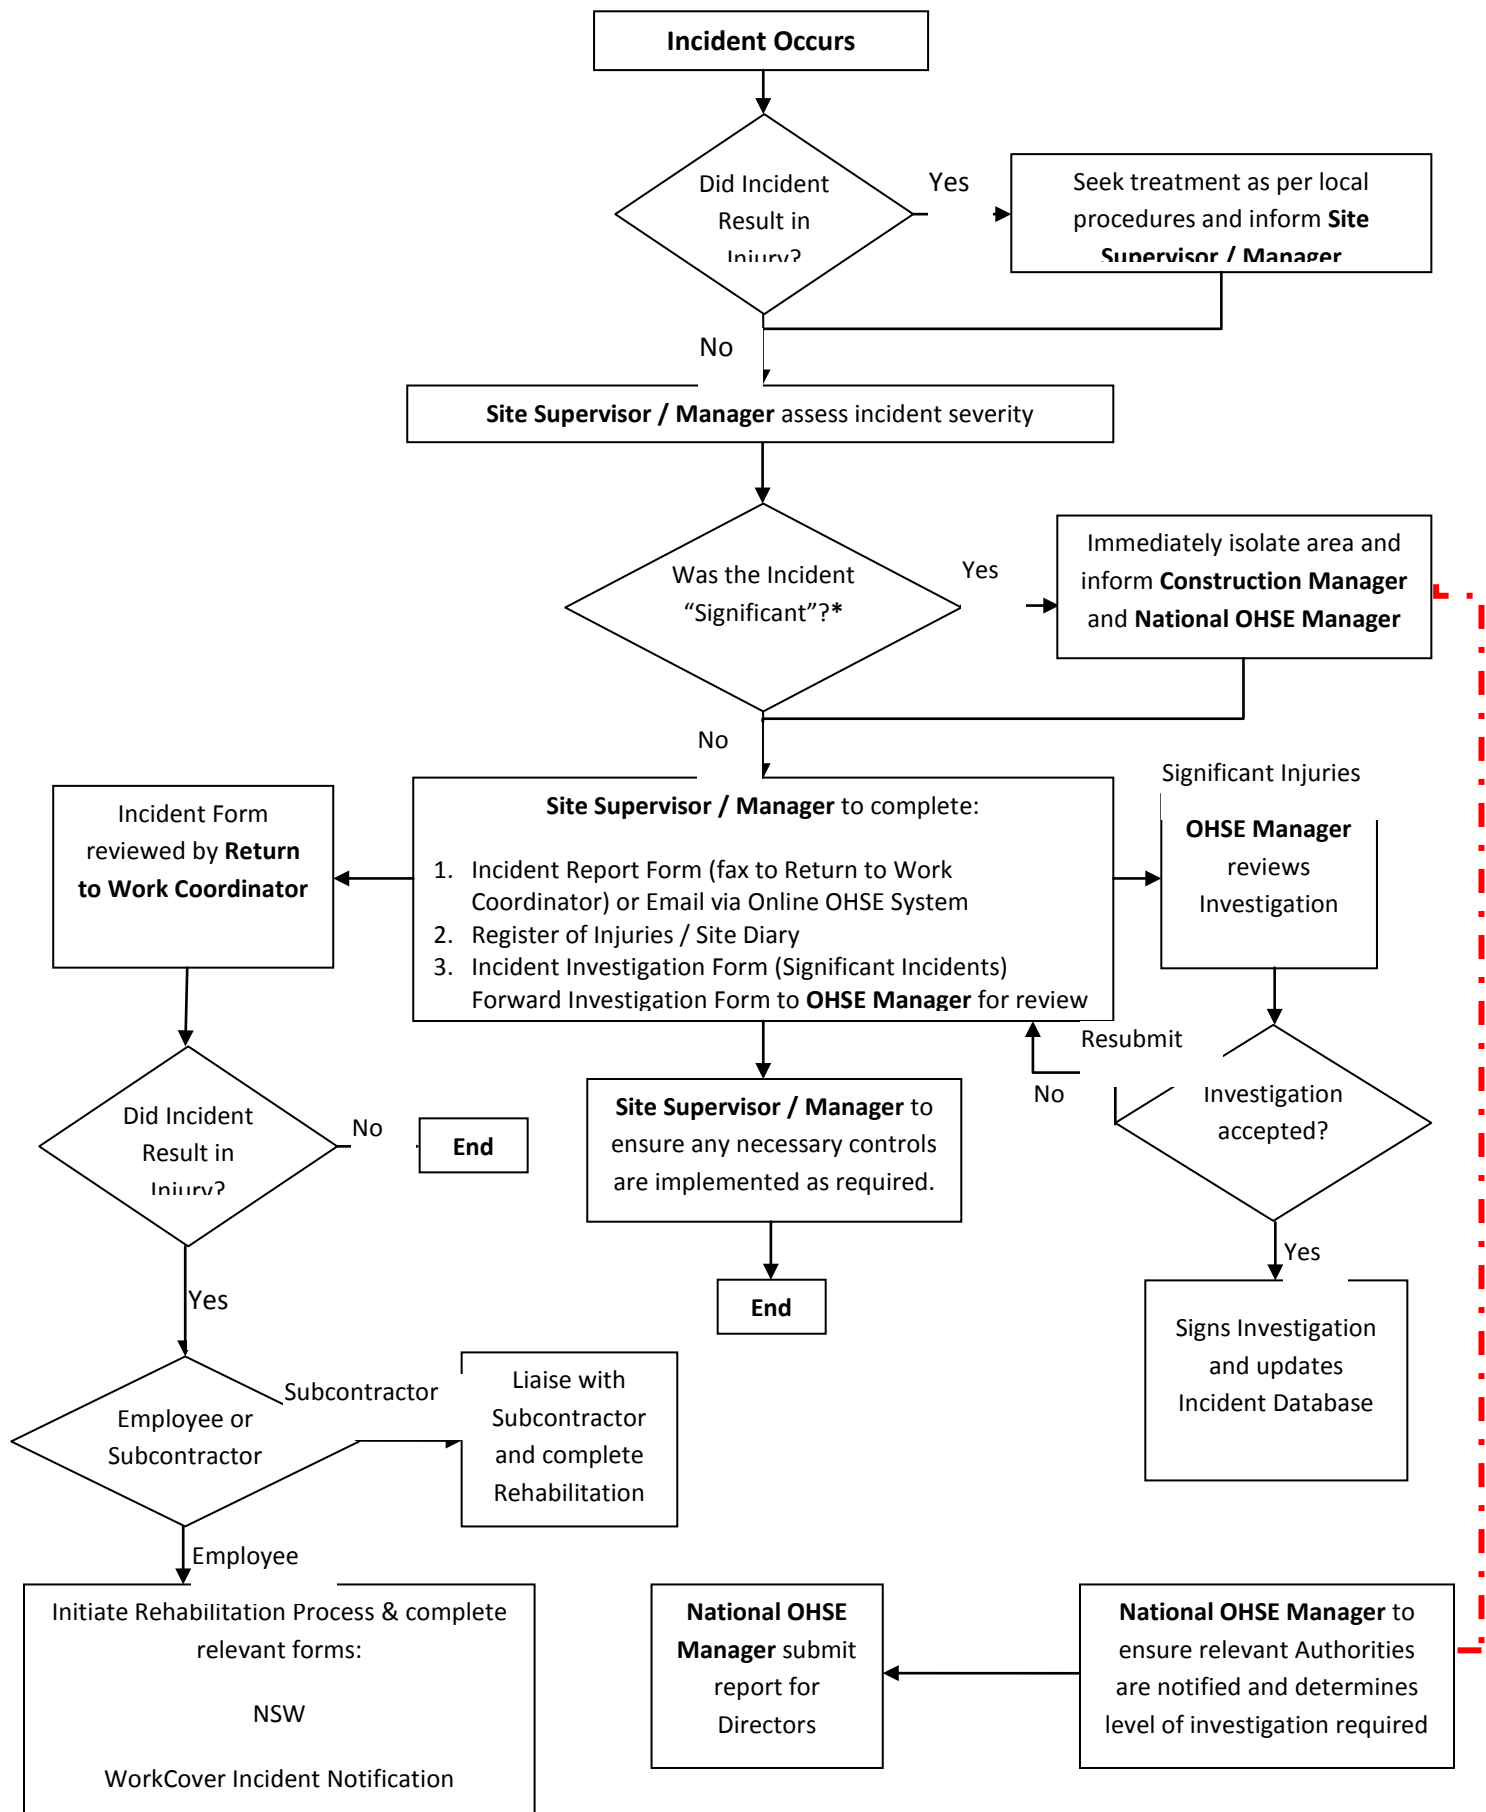 Incident Occurs
Did Incident
Result in
Injury?
Yes
Seek treatment as per local
procedures and inform Site
Supervisor / Manager
No
Site Supervisor / Manager assess incident severity
Was the Incident
“Significant”?*
Yes
Immediately isolate area and
inform Construction Manager
and National OHSE Manager
No
Incident Form
reviewed by Return
to Work Coordinator
Site Supervisor / Manager to complete:
1. Incident Report Form (fax to Return to Work
Coordinator) or Email via Online OHSE System
2. Register of Injuries / Site Diary
3. Incident Investigation Form (Significant Incidents)
Forward Investigation Form to OHSE Manager for review
Significant Injuries
OHSE Manager
reviews
Investigation
Resubmit
No
Investigation
accepted?
Did Incident
Result in
Injury?
No
End
Site Supervisor / Manager to
ensure any necessary controls
are implemented as required.
End
Yes
Signs Investigation
and updates
Incident Database
Yes
Employee or
Subcontractor
Subcontractor
Liaise with
Subcontractor
and complete
Rehabilitation
Employee
Initiate Rehabilitation Process & complete
relevant forms:
NSW
WorkCover Incident Notification
National OHSE
Manager submit
report for
Directors
National OHSE Manager to
ensure relevant Authorities
are notified and determines
level of investigation required